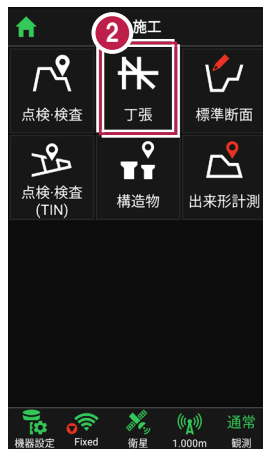 2
施工
点検・検査
丁張
標準断面
点検・検査
(TIN)
構造物
出来形計測
通常
機器設定
Fixed
衛星
1.000m
観測